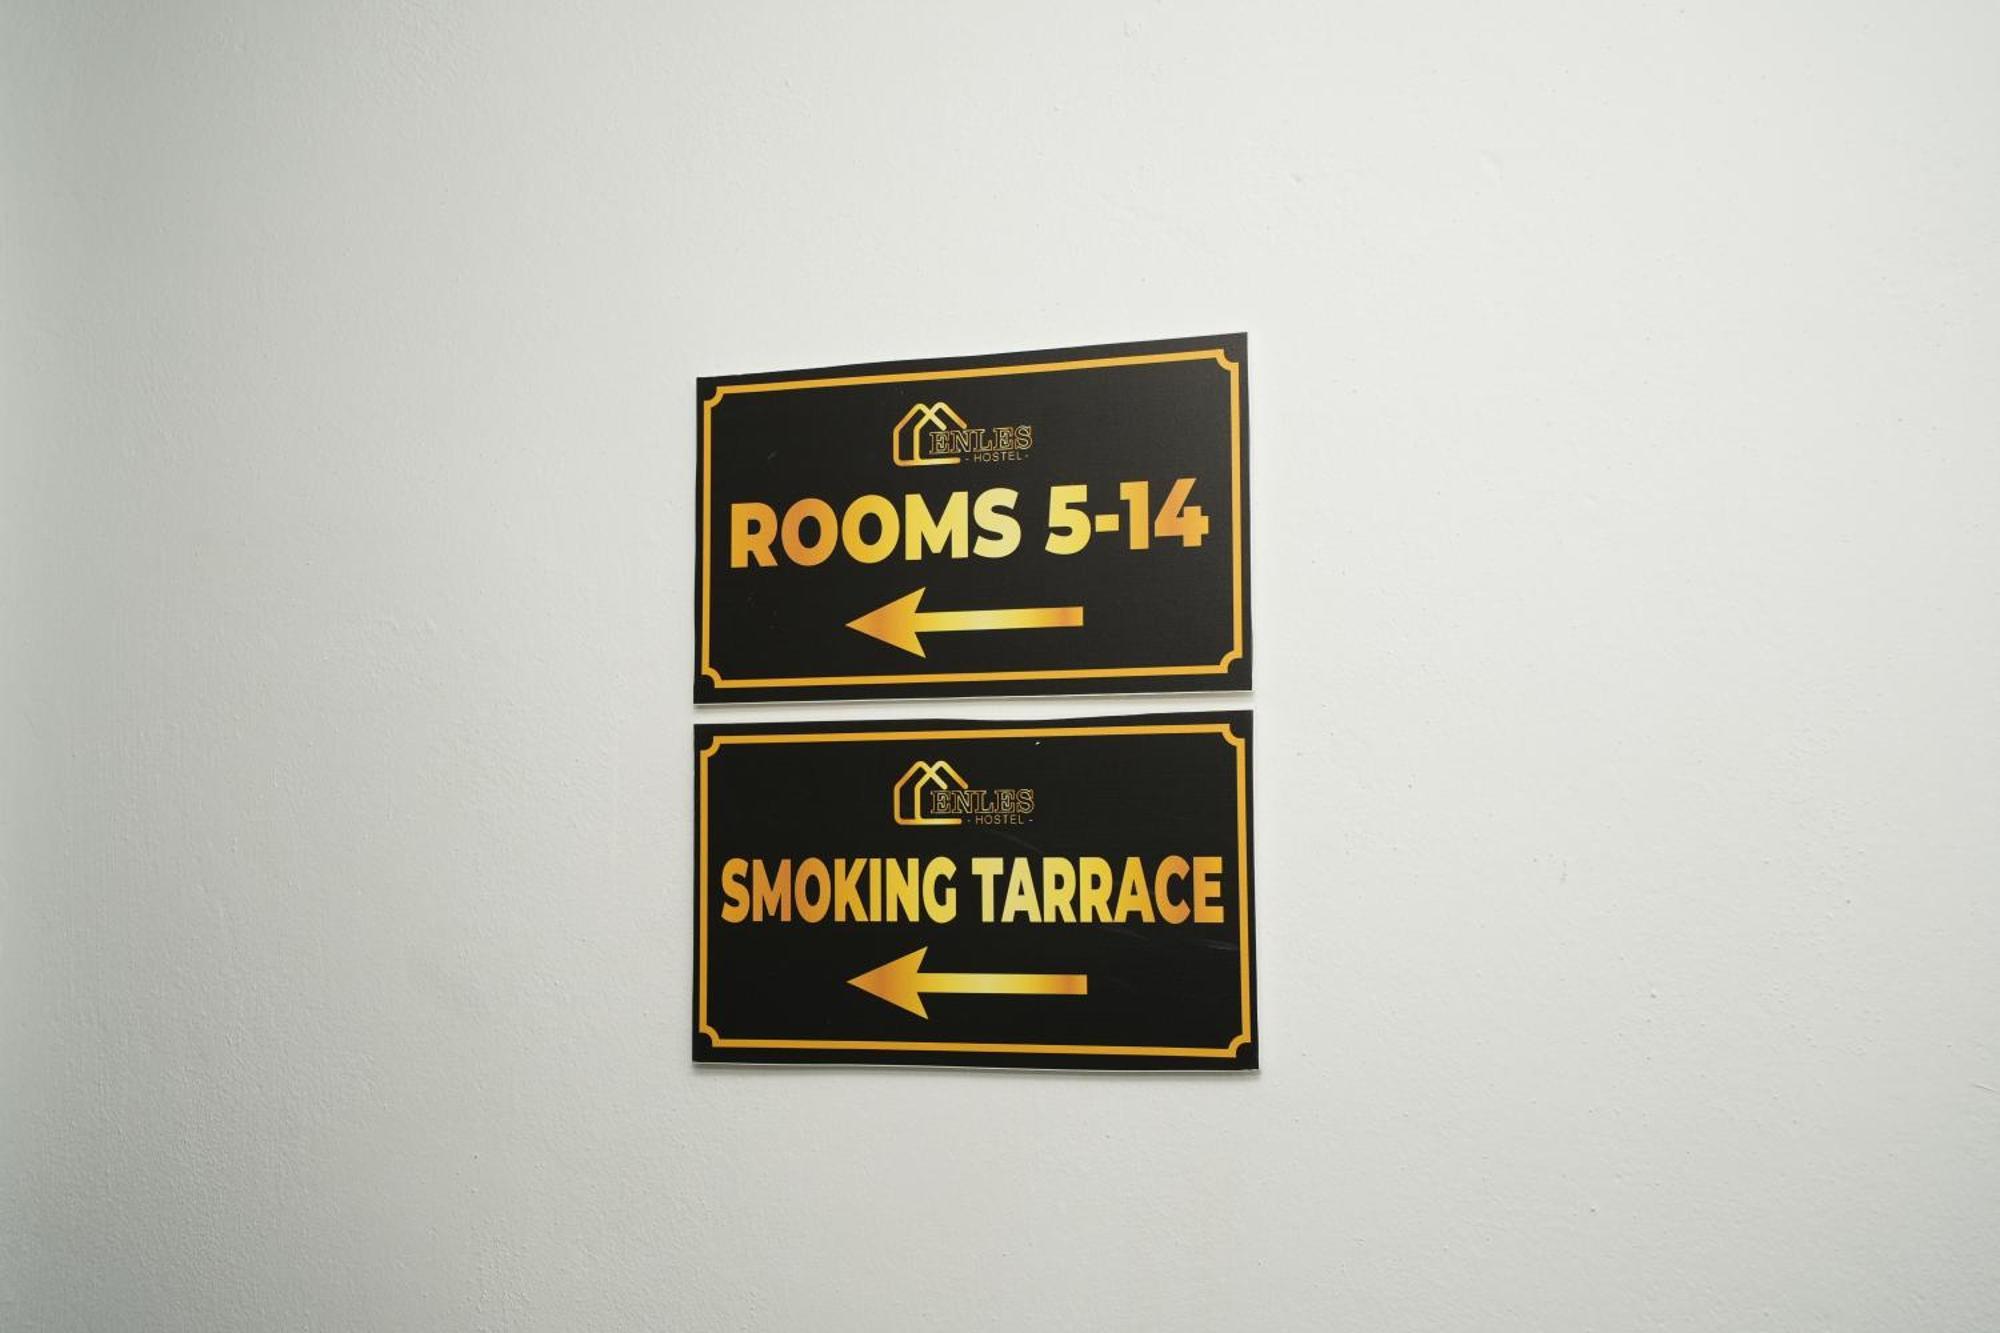 ENLES
- HOSTEL -
ROOMS 5-14
ENLES
- HOSTEL -
SMOKING TARRACE